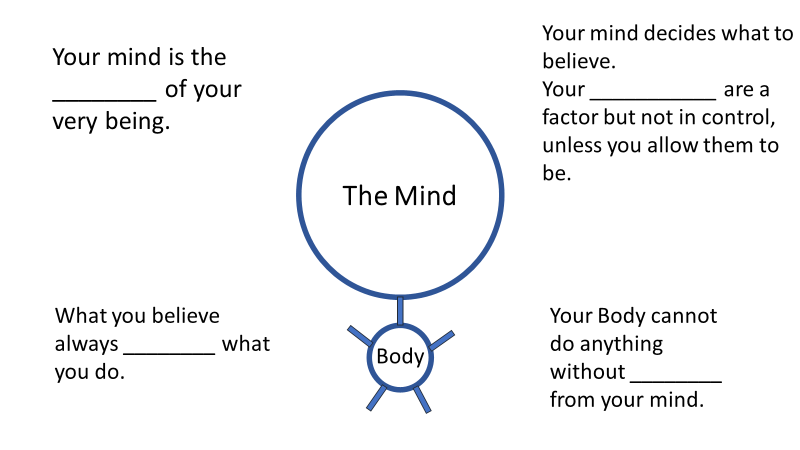 Your mind is the
________ of your
very being.
Your mind decides what to
believe.
Your ___________ are a
factor but not in control,
unless you allow them to
be.
The Mind
What you believe
always ________ what
you do.
Body
Your Body cannot
do anything
without ________
from your mind.